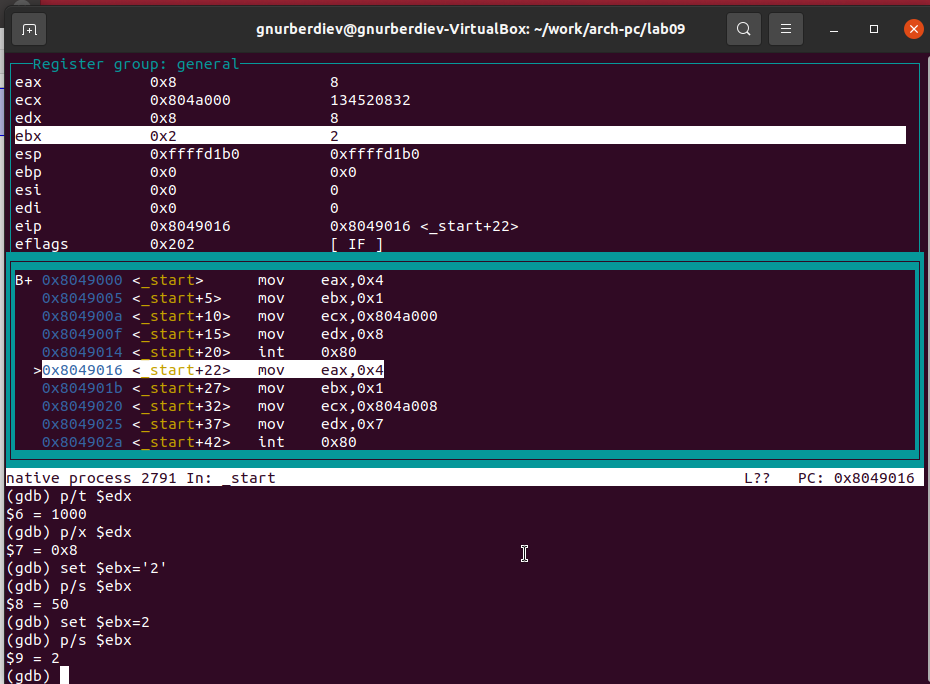 gnurberdiev@gnurberdiev-VirtualBox: ~/work/arch-pc/lab09
Register group: general
eax 0x8 8
ecx 0x804a000 134520832
edx 0x8 8
ebx 0x2 2
esp 0xffffd1b0 0xffffd1b0
ebp 0x0 0x0
esi 0x0 0
edi 0x0 0
eip 0x8049016 0x8049016 <_start+22>
eflags 0x202 [ IF ]
B+ 0x8049000 <_start> mov eax,0x4
0x8049005 <_start+5> mov ebx,0x1
0x804900a <_start+10> mov ecx,0x804a000
0x804900f <_start+15> mov edx,0x8
0x8049014 <_start+20> int 0x80
>0x8049016 <_start+22> mov eax,0x4
0x804901b <_start+27> mov ebx,0x1
0x8049020 <_start+32> mov ecx,0x804a008
0x8049025 <_start+37> mov edx,0x7
0x804902a <_start+42> int 0x80
native process 2791 In: _start L?? PC: 0x8049016
(gdb) p/t $edx
$6 = 1000
(gdb) p/x $edx
$7 = 0x8
(gdb) set $ebx='2'
(gdb) p/s $ebx
$8 = 50
(gdb) set $ebx=2
(gdb) p/s $ebx
$9 = 2
(gdb)